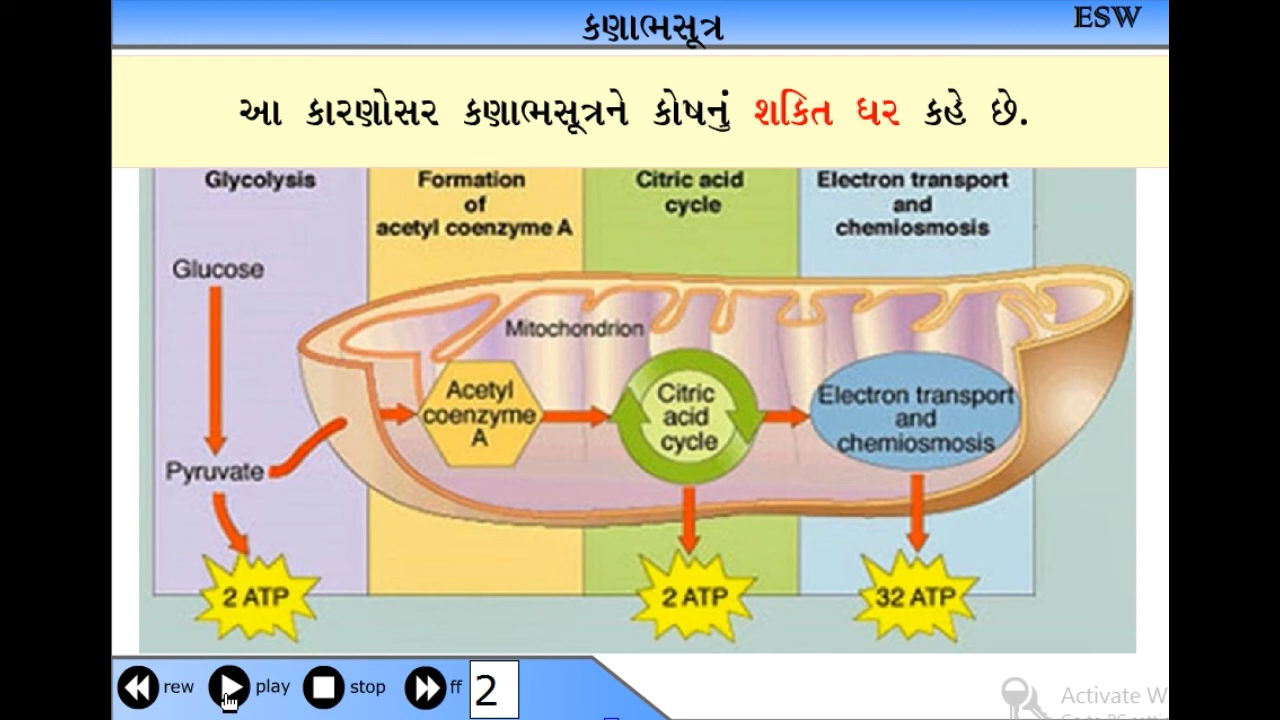 કણાભસૂત્ર
ESW
આ કારણોસર કણાભસૂત્રને કોષનું શકિત ઘર કહે છે.
Glycolysis
Formation
of
acetyl coenzyme A
Citric acid
cycle
Electron transport
and
chemiosmosis
Glucose
Mitochondrion
Acetyl
coenzyme
A
Citric
acid
cycle
Electron transport
and
chemiosmosis
Pyruvate
2 ATP
2 ATP
32 ATP
rew
play
stop
ff
2
Activate W